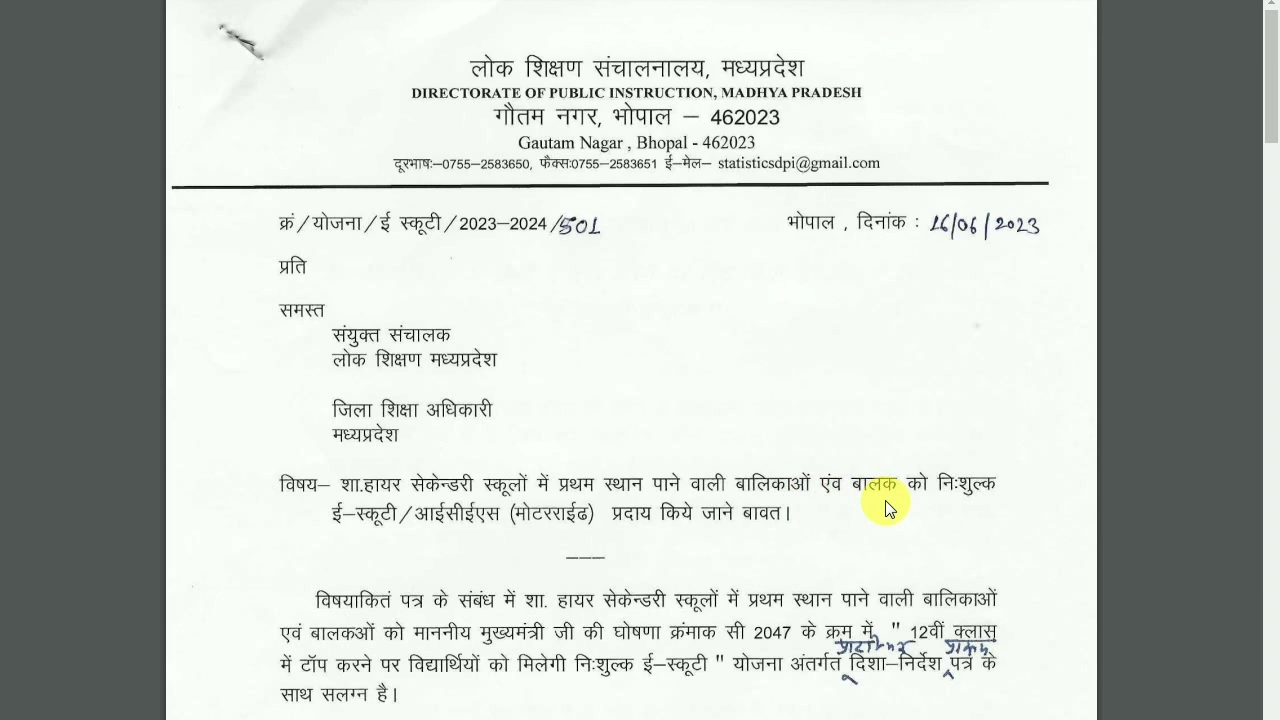 लोक शिक्षण संचालनालय, मध्यप्रदेश
DIRECTORATE OF PUBLIC INSTRUCTION, MADHYA PRADESH
गौतम नगर, भोपाल – 462023
Gautam Nagar , Bhopal - 462023
दूरभाषः–0755–2583650, फैक्सः0755–2583651 ई–मेल– statisticsdpi@gmail.com
क्रं/योजना/ई स्कूटी/2023–2024/501 भोपाल , दिनांक : 16/06/2023
प्रति
समस्त
संयुक्त संचालक
लोक शिक्षण मध्यप्रदेश
जिला शिक्षा अधिकारी
मध्यप्रदेश
विषय– शा.हायर सेकेन्डरी स्कूलों में प्रथम स्थान पाने वाली बालिकाओं एंव बालक को निःशुल्क
ई–स्कूटी/आईसीईएस (मोटरराईढ) प्रदाय किये जाने बावत।
विषयाकितं पत्र के संबंध में शा. हायर सेकेन्डरी स्कूलों में प्रथम स्थान पाने वाली बालिकाओं
एवं बालकओं को माननीय मुख्यमंत्री जी की घोषणा क्रंमाक सी 2047 के क्रम में, " 12वीं क्लास
में टॉप करने पर विद्यार्थियों को मिलेगी निःशुल्क ई–स्कूटी " योजना अंतर्गत दिशा–निर्देश पत्र के
साथ सलग्न है।